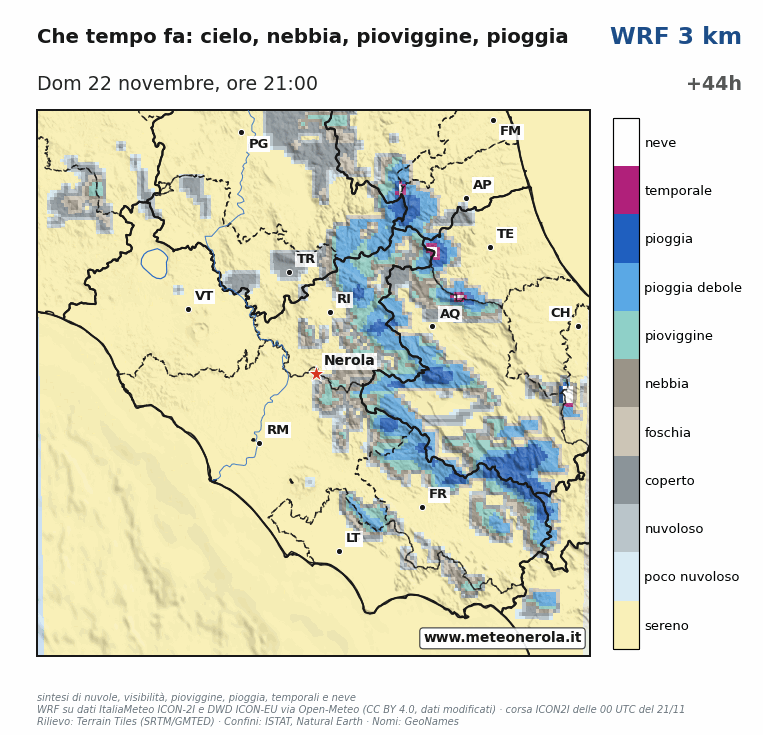 Che tempo fa: cielo, nebbia, pioviggine, pioggia
WRF 3 km
Dom 22 novembre, ore 21:00
+44h
FM
PG
AP
TE
TR
VT
RI
AQ
CH
Nerola
RM
FR
LT
www.meteonerola.it
neve
temporale
pioggia
pioggia debole
pioviggine
nebbia
foschia
coperto
nuvoloso
poco nuvoloso
sereno
sintesi di nuvole, visibilità, pioviggine, pioggia, temporali e neve
WRF su dati ItaliaMeteo ICON-2I e DWD ICON-EU via Open-Meteo (CC BY 4.0, dati modificati) · corsa ICON2I delle 00 UTC del 21/11
Rilievo: Terrain Tiles (SRTM/GMTED) · Confini: ISTAT, Natural Earth · Nomi: GeoNames